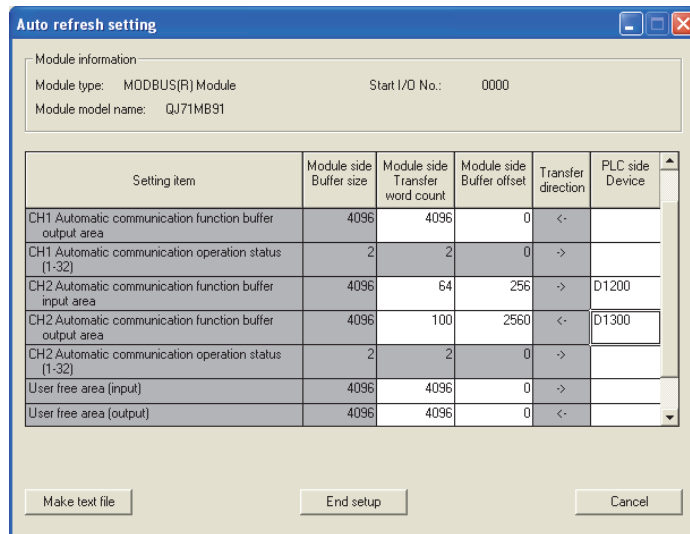 Auto refresh setting
Module information
Module type: MODBUS(R) Module Start I/O No.: 0000
Module model name: QJ71MB91
Setting item Module side Buffer size Module side Transfer word count Module side Buffer offset Transfer direction PLC side Device
CH1 Automatic communication function buffer output area 4096 4096 0 <-
CH1 Automatic communication operation status (1-32) 2 2 0 ->
CH2 Automatic communication function buffer input area 4096 64 256 -> D1200
CH2 Automatic communication function buffer output area 4096 100 2560 <- D1300
CH2 Automatic communication operation status (1-32) 2 2 0 ->
User free area (input) 4096 4096 0 ->
User free area (output) 4096 4096 0 <-
Make text file End setup Cancel